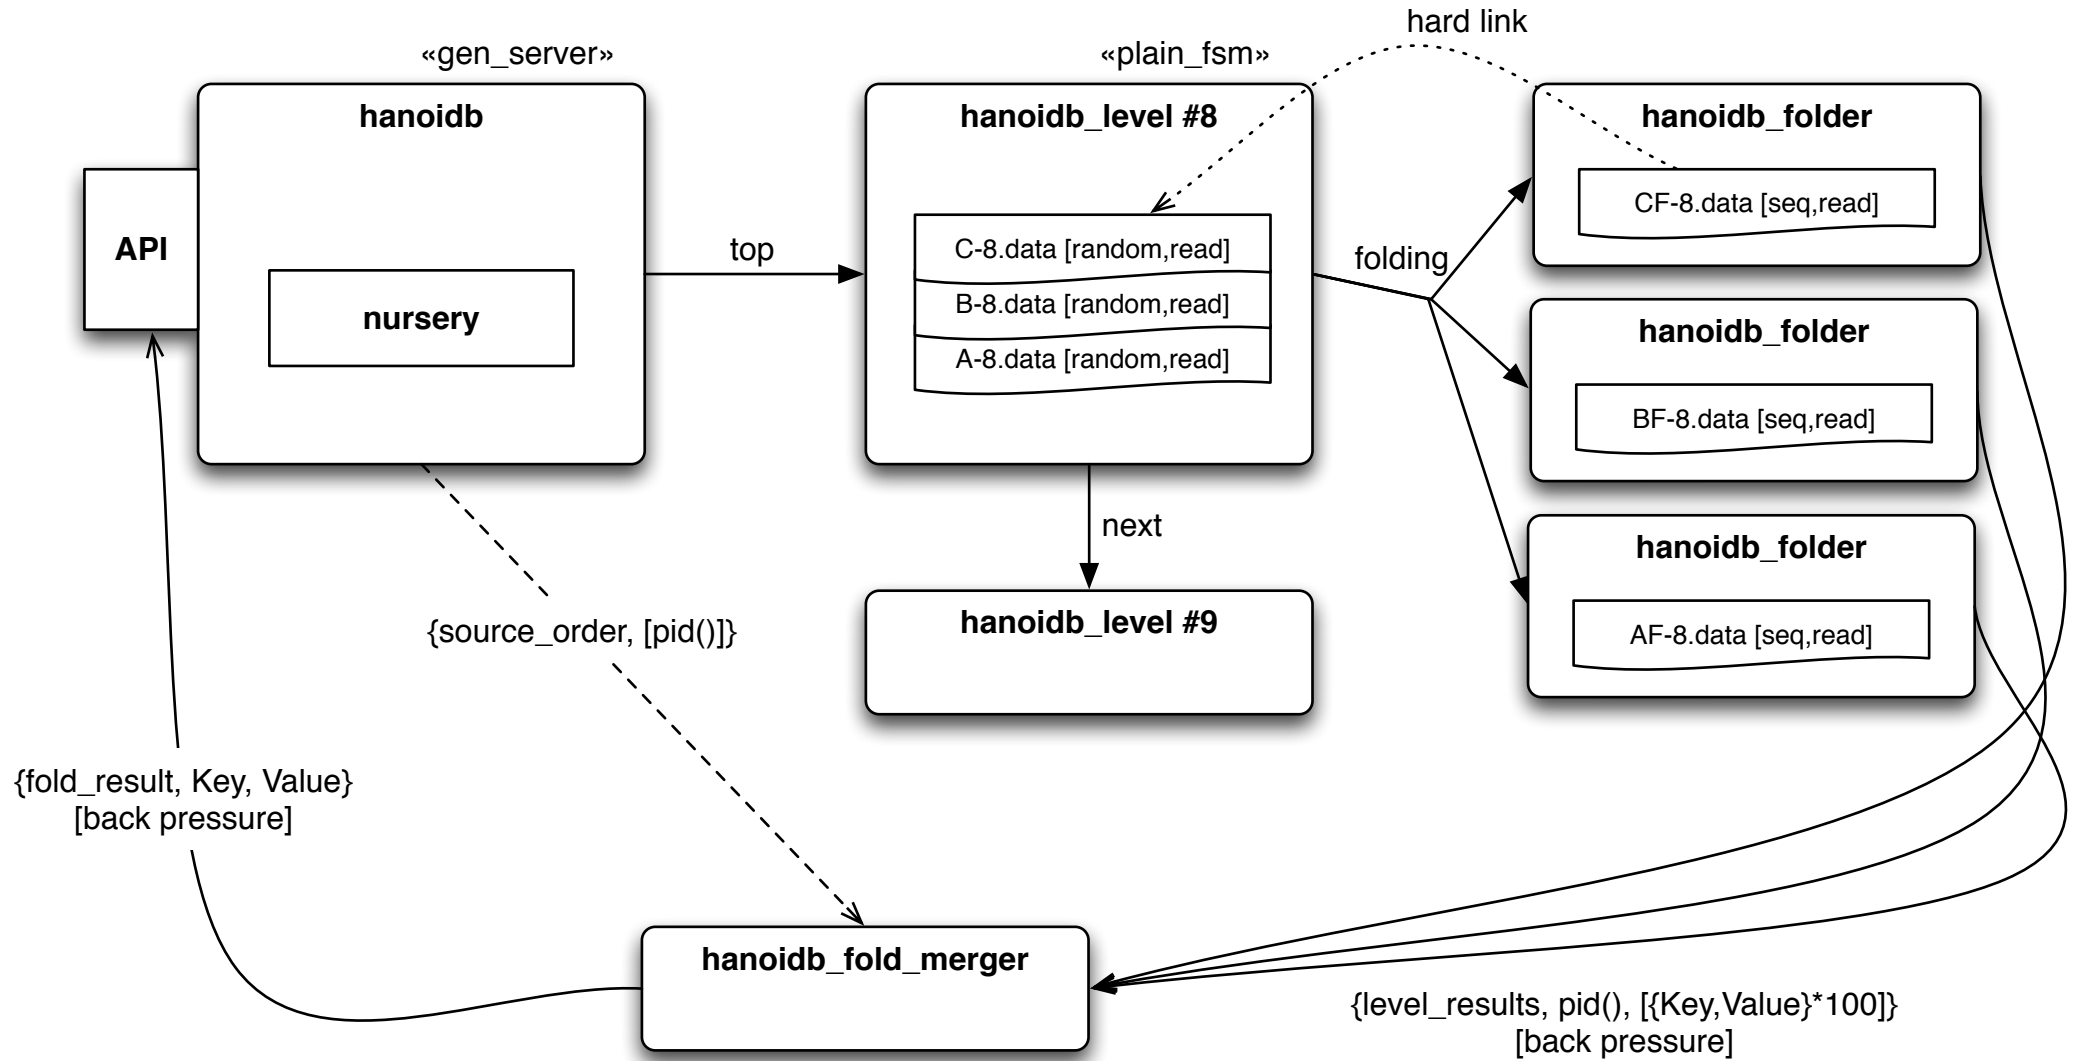 hard link
«gen_server»
«plain_fsm»
hanoidb
hanoidb_level #8
hanoidb_folder
CF-8.data [seq,read]
API
top
C-8.data [random,read]
folding
nursery
B-8.data [random,read]
hanoidb_folder
A-8.data [random,read]
BF-8.data [seq,read]
next
hanoidb_folder
{source_order, [pid()]}
hanoidb_level #9
AF-8.data [seq,read]
{fold_result, Key, Value}
[back pressure]
hanoidb_fold_merger
{level_results, pid(), [{Key,Value}*100]}
[back pressure]